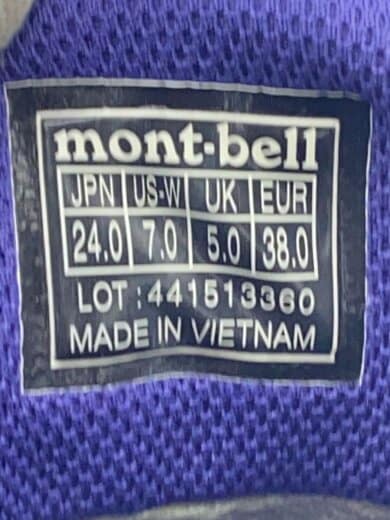 mont-bell
JPN US-W UK EUR
24.0 7.0 5.0 38.0
LOT : 441513360
MADE IN VIETNAM